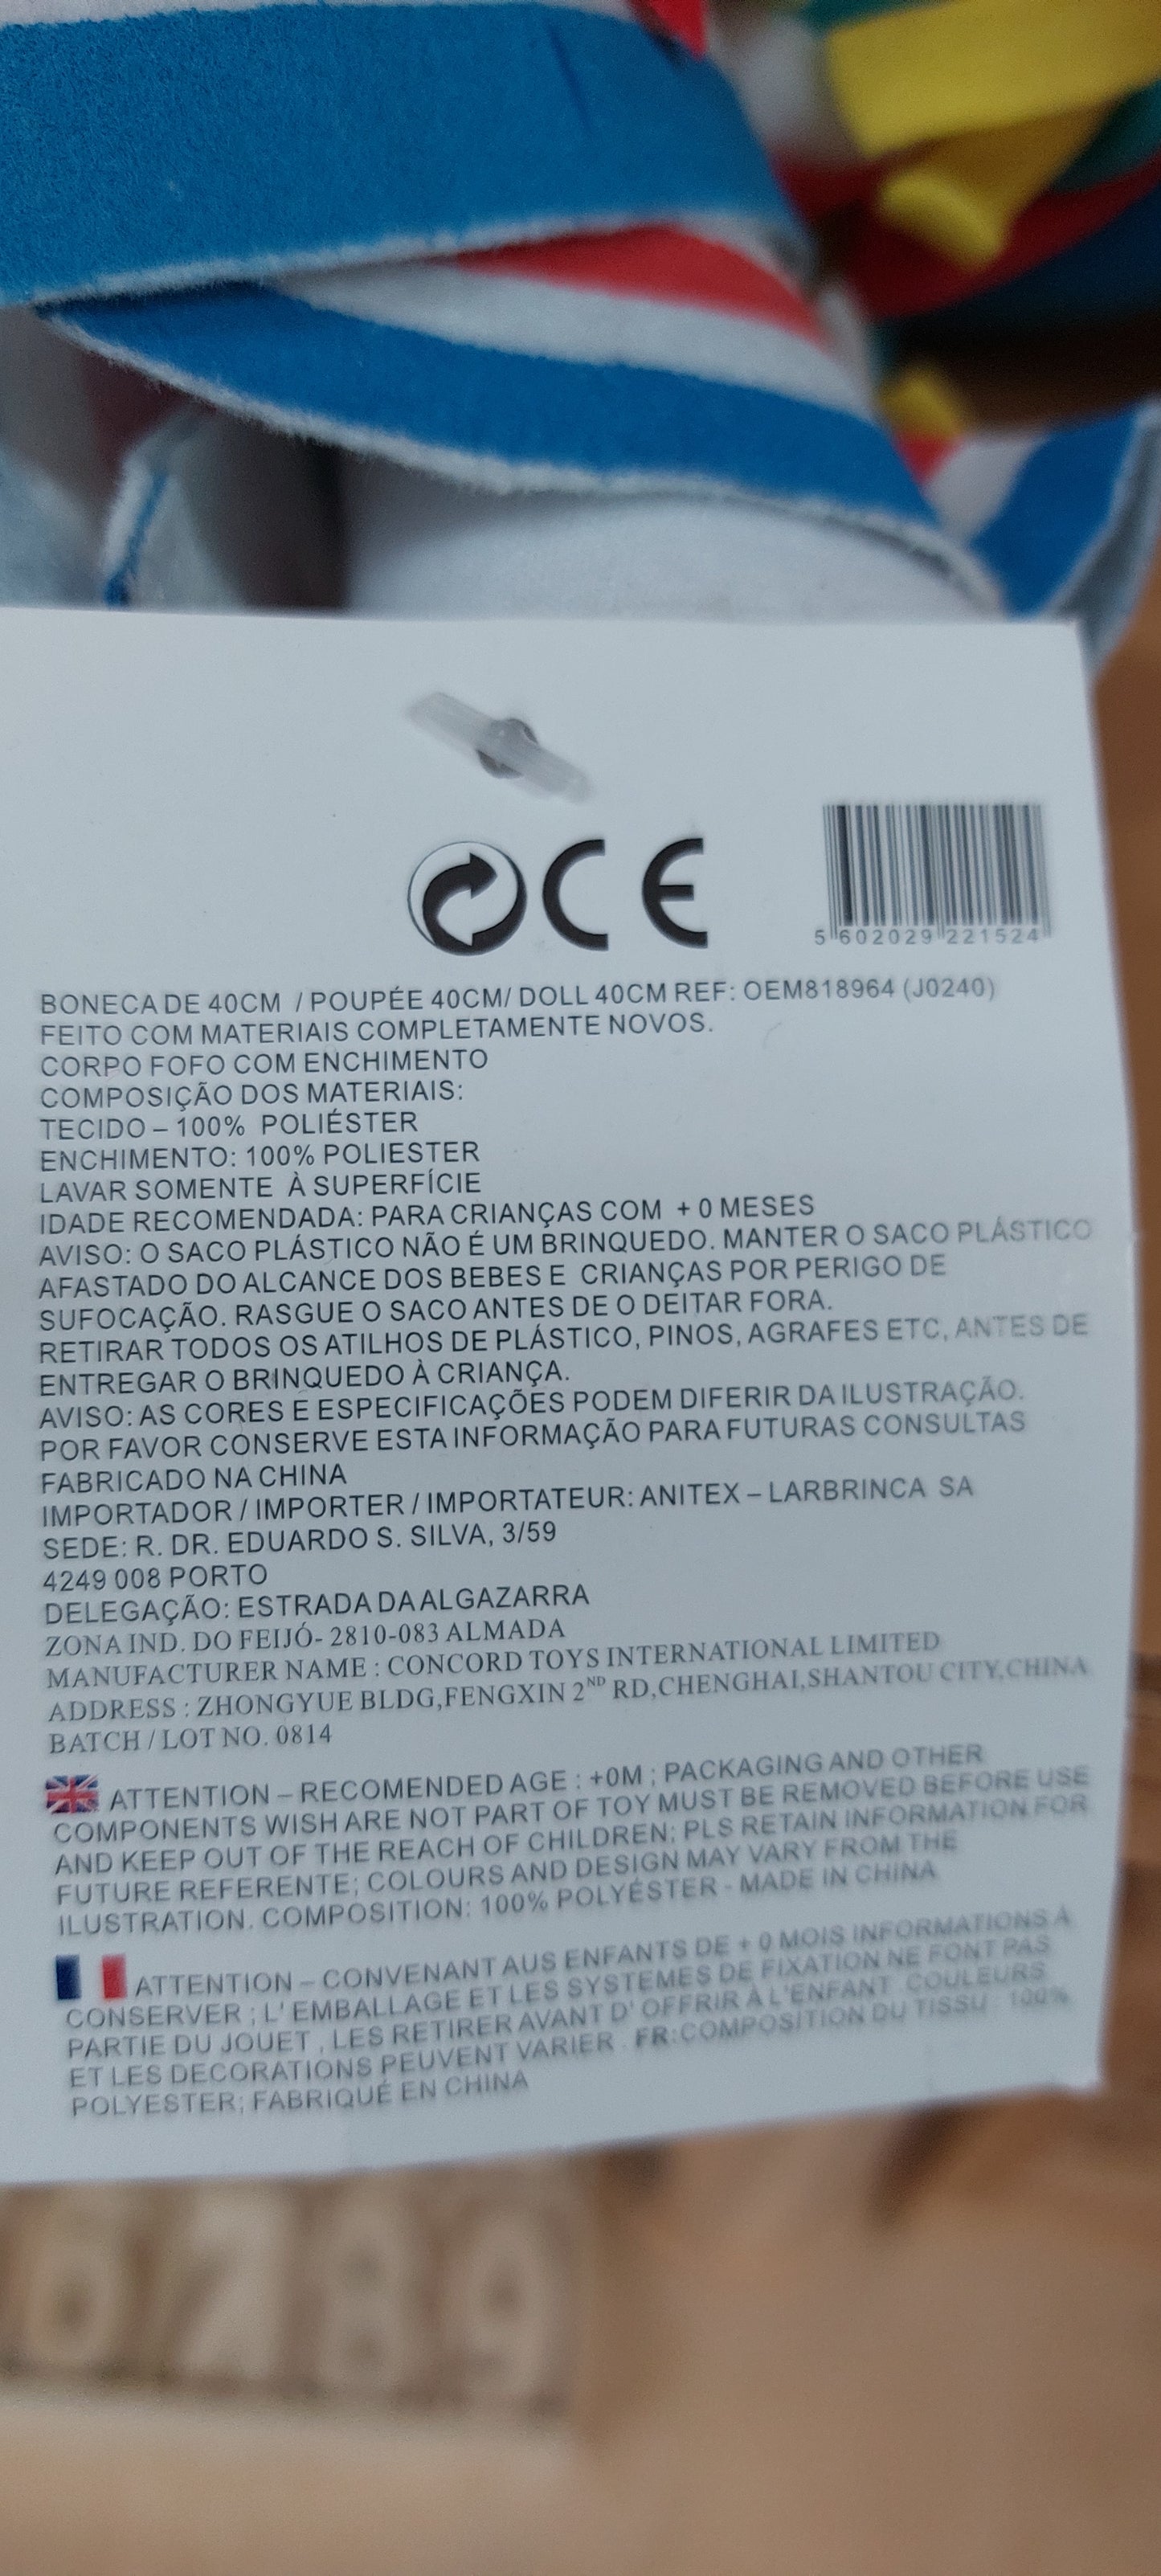 CE
5 602029 221524
BONECA DE 40CM / POUPÉE 40CM/ DOLL 40CM REF: OEM818964 (J0240)
FEITO COM MATERIAIS COMPLETAMENTE NOVOS.
CORPO FOFO COM ENCHIMENTO
COMPOSIÇÃO DOS MATERIAIS:
TECIDO – 100% POLIÉSTER
ENCHIMENTO: 100% POLIESTER
LAVAR SOMENTE À SUPERFÍCIE
IDADE RECOMENDADA: PARA CRIANÇAS COM + 0 MESES
AVISO: O SACO PLÁSTICO NÃO É UM BRINQUEDO. MANTER O SACO PLÁSTICO
AFASTADO DO ALCANCE DOS BEBES E CRIANÇAS POR PERIGO DE
SUFOCAÇÃO. RASGUE O SACO ANTES DE O DEITAR FORA.
RETIRAR TODOS OS ATILHOS DE PLÁSTICO, PINOS, AGRAFES ETC, ANTES DE
ENTREGAR O BRINQUEDO À CRIANÇA.
AVISO: AS CORES E ESPECIFICAÇÕES PODEM DIFERIR DA ILUSTRAÇÃO.
POR FAVOR CONSERVE ESTA INFORMAÇÃO PARA FUTURAS CONSULTAS
FABRICADO NA CHINA
IMPORTADOR / IMPORTER / IMPORTATEUR: ANITEX – LARBRINCA SA
SEDE: R. DR. EDUARDO S. SILVA, 3/59
4249 008 PORTO
DELEGAÇÃO: ESTRADA DA ALGAZARRA
ZONA IND. DO FEIJÓ- 2810-083 ALMADA
MANUFACTURER NAME : CONCORD TOYS INTERNATIONAL LIMITED
ADDRESS : ZHONGYUE BLDG,FENGXIN 2ND RD,CHENGHAI,SHANTOU CITY,CHINA
BATCH / LOT NO. 0814
ATTENTION – RECOMENDED AGE : +0M ; PACKAGING AND OTHER
COMPONENTS WISH ARE NOT PART OF TOY MUST BE REMOVED BEFORE USE
AND KEEP OUT OF THE REACH OF CHILDREN; PLS RETAIN INFORMATION FOR
FUTURE REFERENTE; COLOURS AND DESIGN MAY VARY FROM THE
ILUSTRATION. COMPOSITION: 100% POLYÉSTER - MADE IN CHINA
ATTENTION – CONVENANT AUS ENFANTS DE + 0 MOIS INFORMATIONS À
CONSERVER ; L' EMBALLAGE ET LES SYSTEMES DE FIXATION NE FONT PAS
PARTIE DU JOUET , LES RETIRER AVANT D' OFFRIR À L'ENFANT COULEURS
ET LES DECORATIONS PEUVENT VARIER . FR:COMPOSITION DU TISSU 100%
POLYESTER; FABRIQUÉ EN CHINA
6 7 8 9